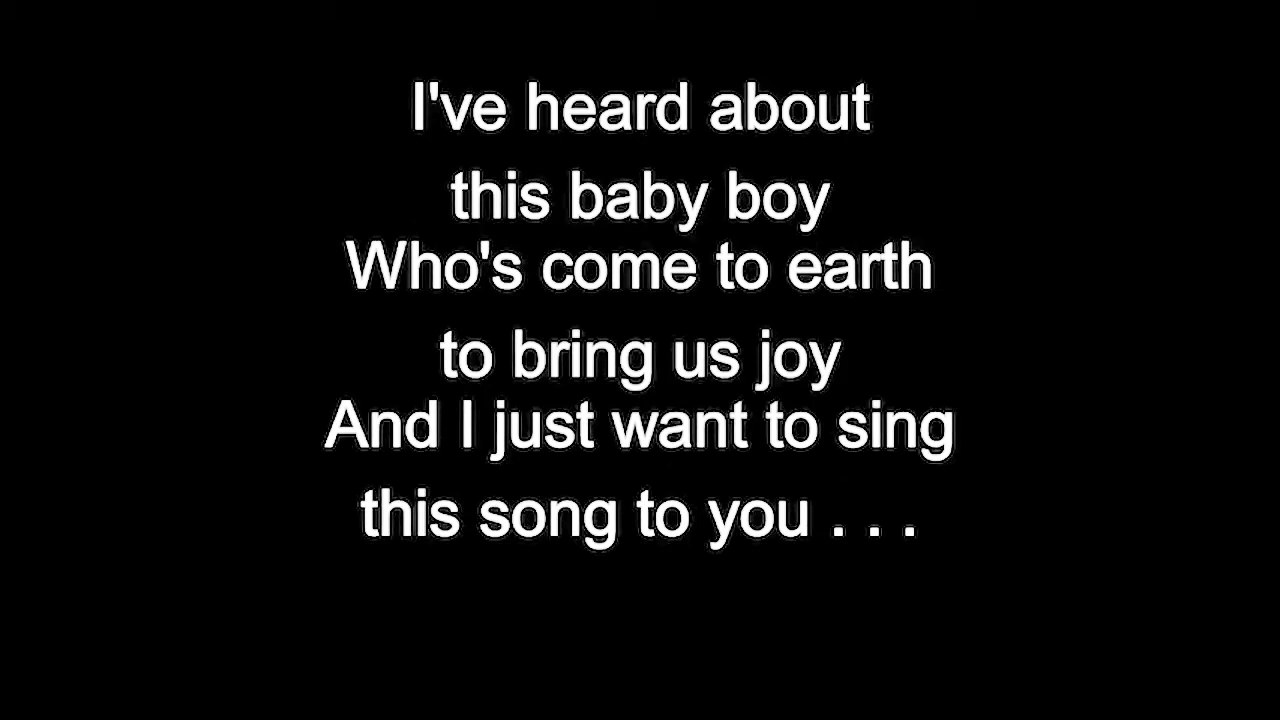 I've heard about
this baby boy
Who's come to earth
to bring us joy
And I just want to sing
this song to you . . .